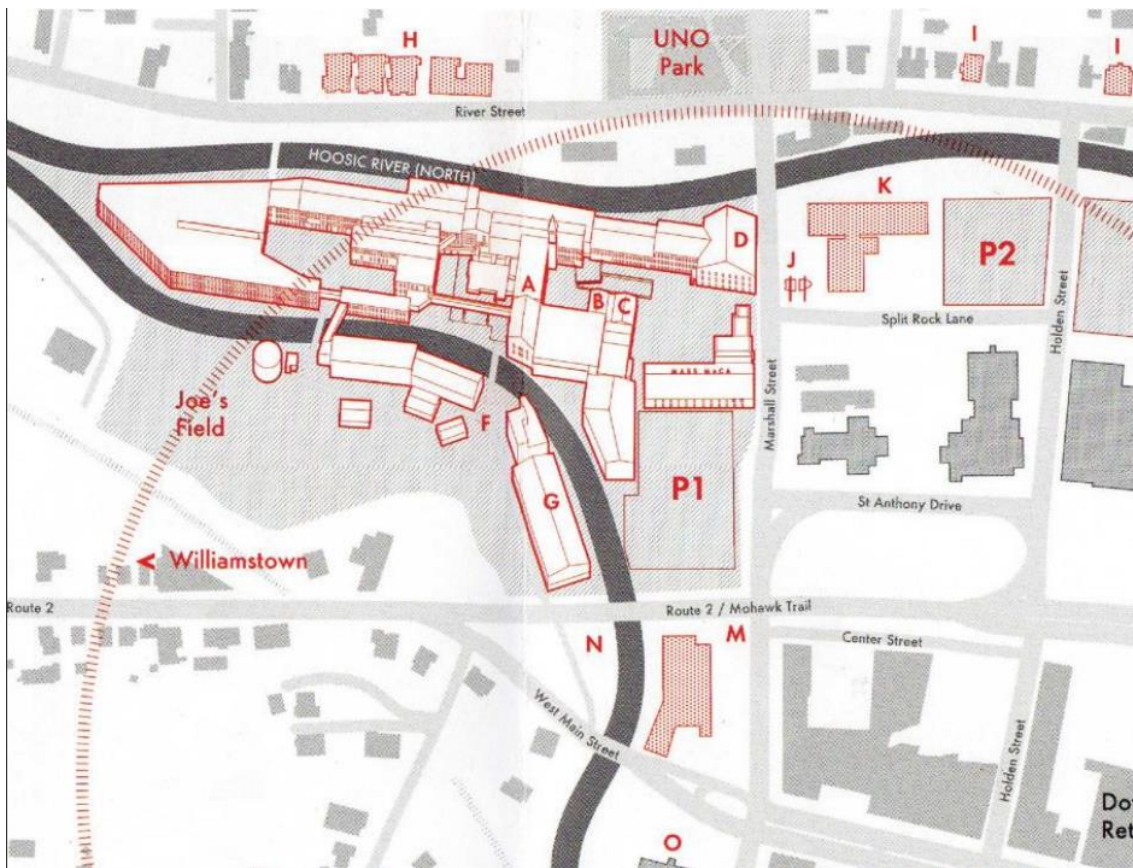 H
UNO
Park
I
I
River Street
HOOSIC RIVER (NORTH)
K
D
J
P2
A
B
C
Split Rock Lane
Holden Street
MASS MoCA
Marshall Street
Joe's
Field
F
P1
G
St Anthony Drive
< Williamstown
Route 2
Route 2 / Mohawk Trail
N
M
Center Street
West Main Street
Holden Street
Do
Ret
O